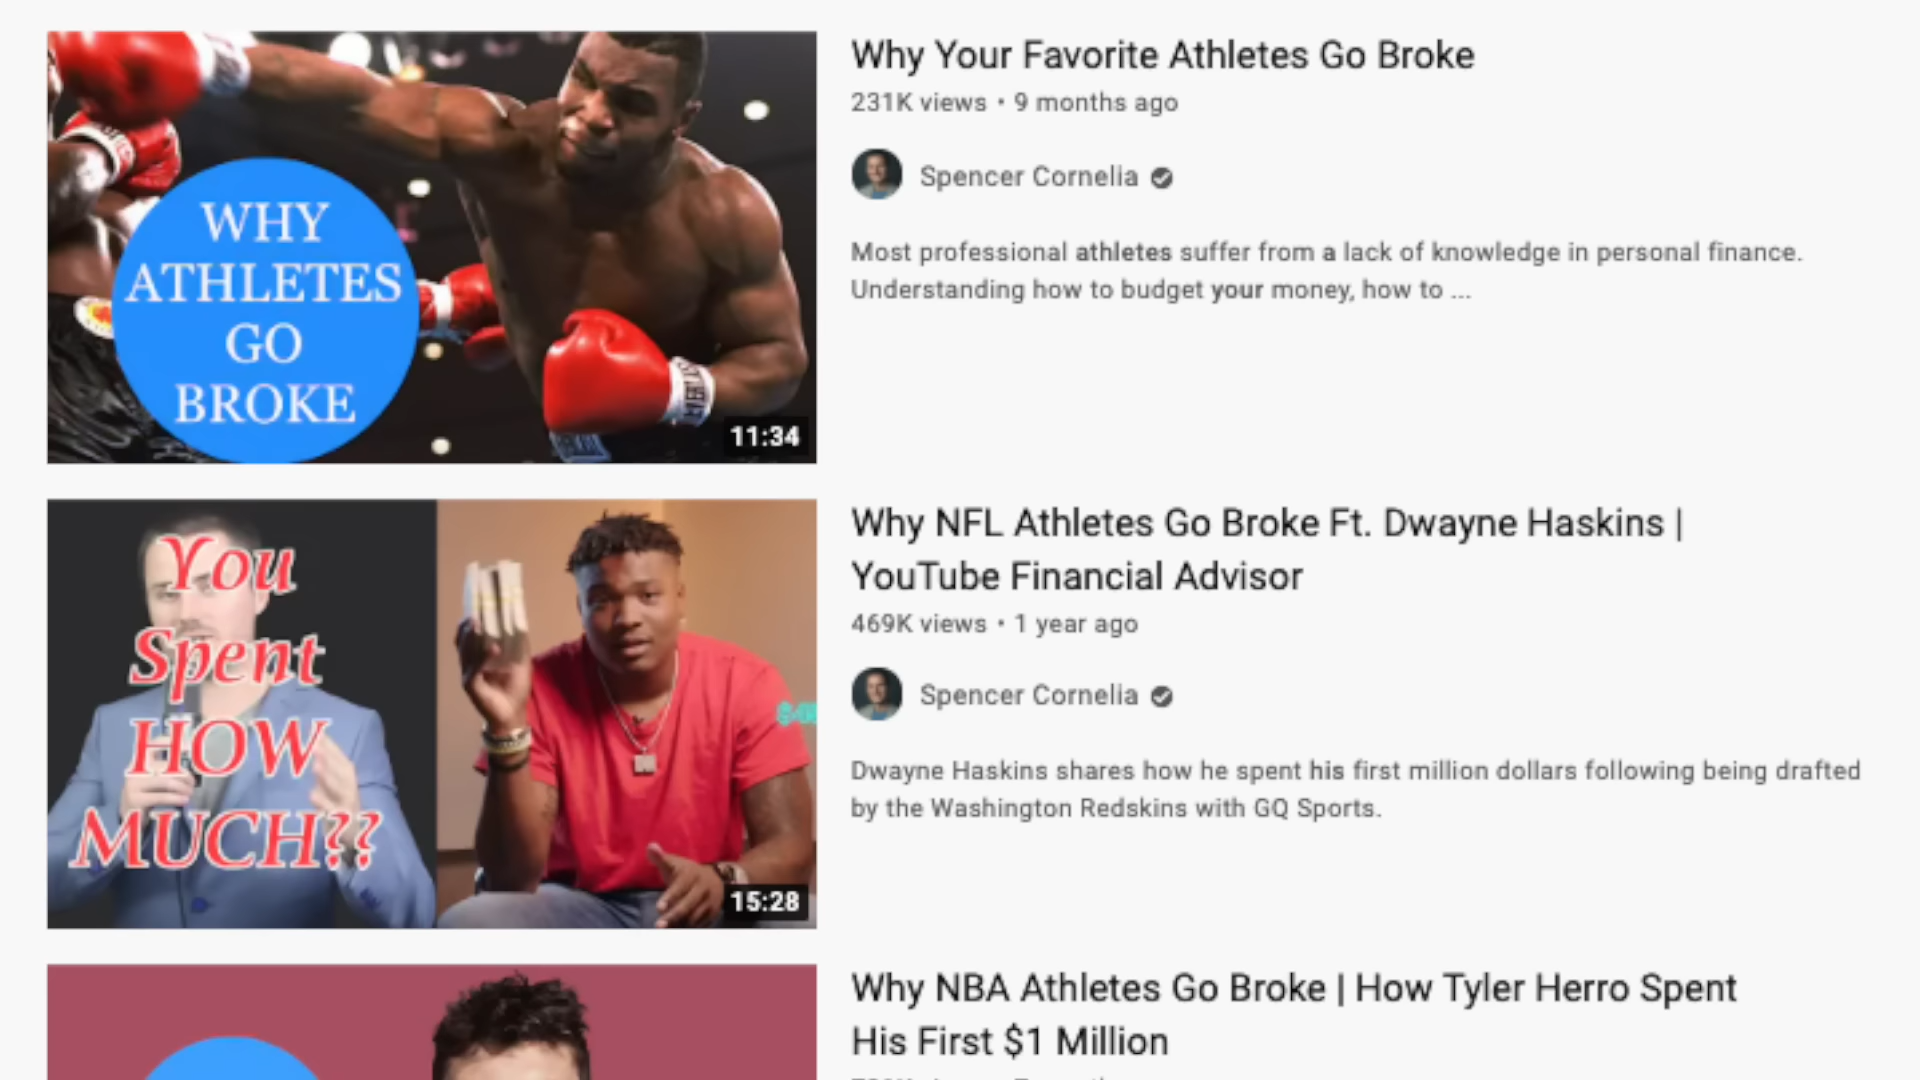 WHY
ATHLETES
GO
BROKE
11:34
Why Your Favorite Athletes Go Broke
231K views • 9 months ago
Spencer Cornelia
Most professional athletes suffer from a lack of knowledge in personal finance.
Understanding how to budget your money, how to ...
You
Spent
HOW
MUCH??
15:28
Why NFL Athletes Go Broke Ft. Dwayne Haskins |
YouTube Financial Advisor
469K views • 1 year ago
Spencer Cornelia
Dwayne Haskins shares how he spent his first million dollars following being drafted
by the Washington Redskins with GQ Sports.
Why NBA Athletes Go Broke | How Tyler Herro Spent
His First $1 Million